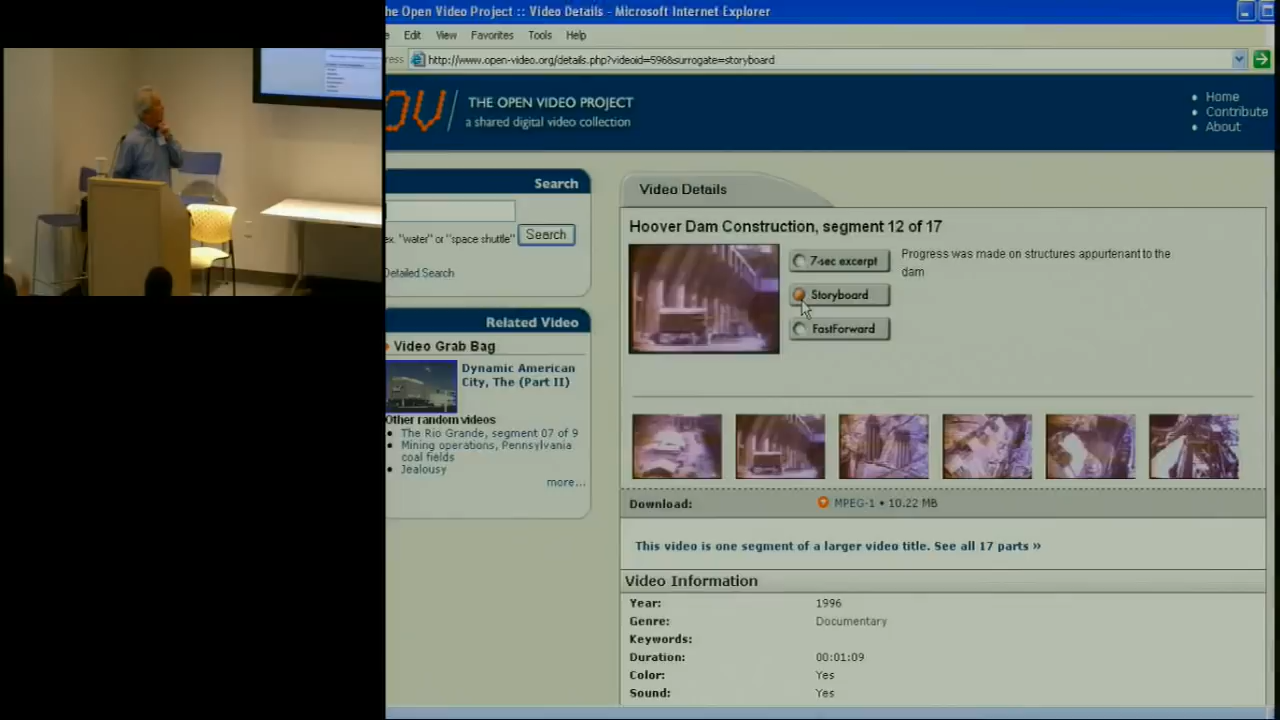 he Open Video Project :: Video Details - Microsoft Internet Explorer
Edit View Favorites Tools Help
ress http://www.open-video.org/details.php?videoid=596&surrogate=storyboard
OV
THE OPEN VIDEO PROJECT
a shared digital video collection
Home
Contribute
About
Search
ex. "water" or "space shuttle" Search
Detailed Search
Related Video
Video Grab Bag
Dynamic American
City, The (Part II)
Other random videos
The Rio Grande, segment 07 of 9
Mining operations, Pennsylvania
coal fields
Jealousy
more...
Video Details
Hoover Dam Construction, segment 12 of 17
7-sec excerpt
Storyboard
FastForward
Progress was made on structures appurtenant to the
dam
Download: MPEG-1 • 10.22 MB
This video is one segment of a larger video title. See all 17 parts »
Video Information
Year: 1996
Genre: Documentary
Keywords:
Duration: 00:01:09
Color: Yes
Sound: Yes